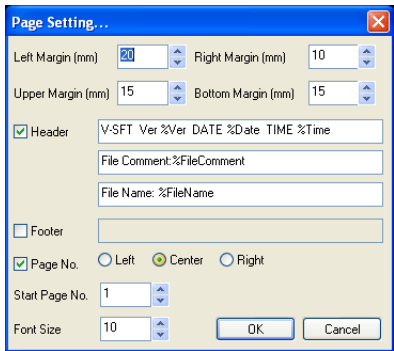 Page Setting...
Left Margin (mm) 20 Right Margin (mm) 10
Upper Margin (mm) 15 Bottom Margin (mm) 15
Header V-SFT Ver %Ver DATE %Date TIME %Time
File Comment:%FileComment
File Name: %FileName
Footer
Page No. Left Center Right
Start Page No. 1
Font Size 10 OK Cancel